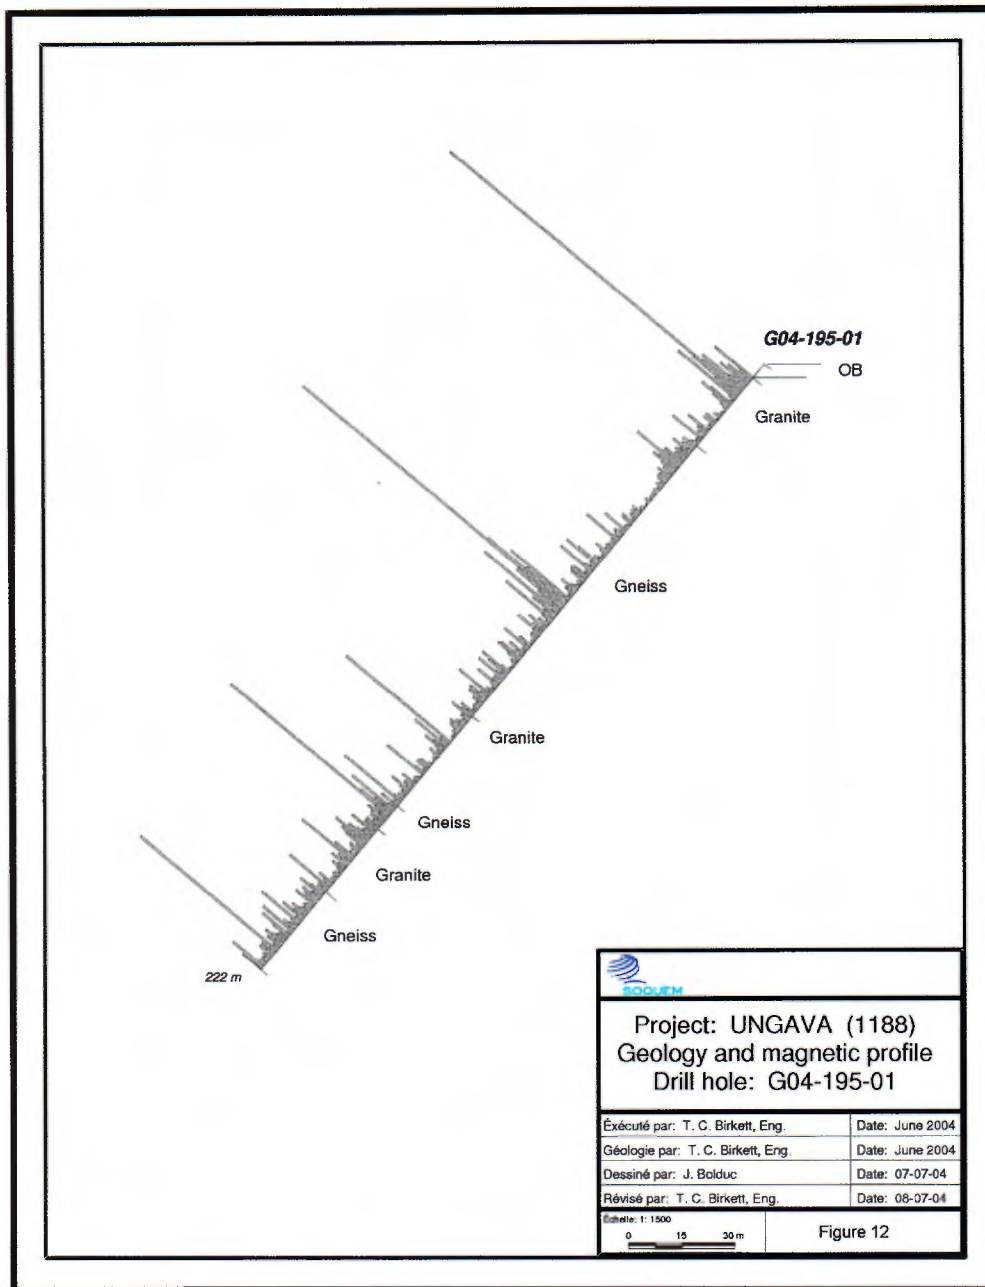 G04-195-01
OB
Granite
Gneiss
Granite
Gneiss
Granite
Gneiss
222 m
SOQUEM
Project: UNGAVA (1188)
Geology and magnetic profile
Drill hole: G04-195-01
Éxécuté par: T. C. Birkett, Eng. Date: June 2004
Géologie par: T. C. Birkett, Eng. Date: June 2004
Dessiné par: J. Bolduc Date: 07-07-04
Révisé par: T. C. Birkett, Eng. Date: 08-07-04
Échelle: 1: 1500
0 15 30 m
Figure 12